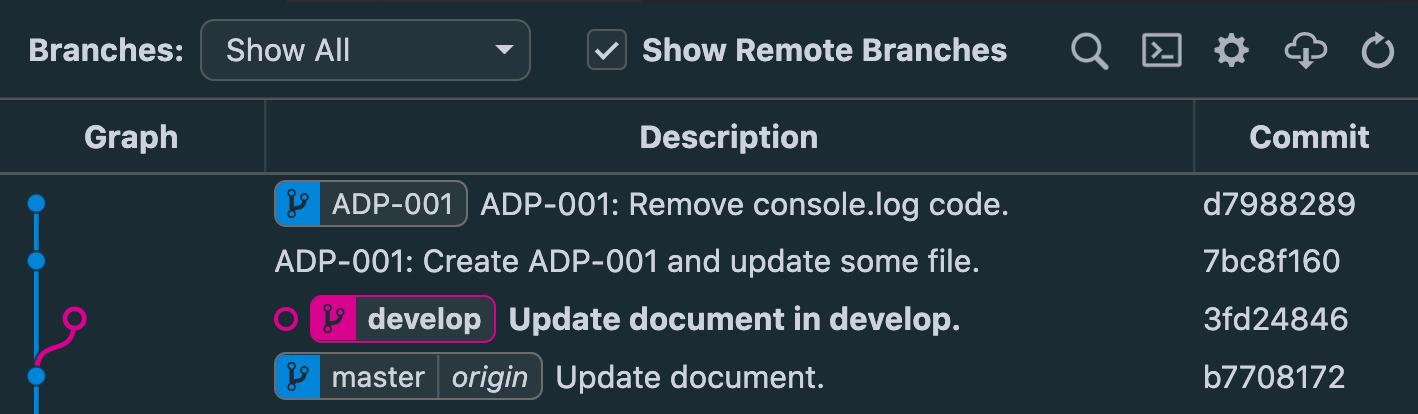 Branches: Show All Show Remote Branches
Graph Description Commit
ADP-001 ADP-001: Remove console.log code. d7988289
ADP-001: Create ADP-001 and update some file. 7bc8f160
develop Update document in develop. 3fd24846
master origin Update document. b7708172